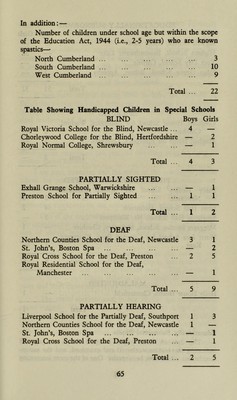 In addition:—
Number of children under school age but within the scope
of the Education Act, 1944 (i.e., 2-5 years) who are known
spastics—
North Cumberland ... ... ... ... 3
South Cumberland ... ... ... ... 10
West Cumberland ... ... ... ... 9
Total ... 22
Table Showing Handicapped Children in Special Schools
BLIND Boys Girls
Royal Victoria School for the Blind, Newcastle ... 4 —
Chorleywood College for the Blind, Hertfordshire — 2
Royal Normal College, Shrewsbury ... ... — 1
Total ... 4 3
PARTIALLY SIGHTED
Exhall Grange School, Warwickshire ... ... — 1
Preston School for Partially Sighted ... ... 1 1
Total ... 1 2
DEAF
Northern Counties School for the Deaf, Newcastle 3 1
St. John's, Boston Spa ... ... ... — 2
Royal Cross School for the Deaf, Preston ... 2 5
Royal Residential School for the Deaf,
Manchester ... ... ... ... — 1
Total ... 5 9
PARTIALLY HEARING
Liverpool School for the Partially Deaf, Southport 1 3
Northern Counties School for the Deaf, Newcastle 1 —
St. John's, Boston Spa ... ... ... — 1
Royal Cross School for the Deaf, Preston ... — 1
Total ... 2 5
65